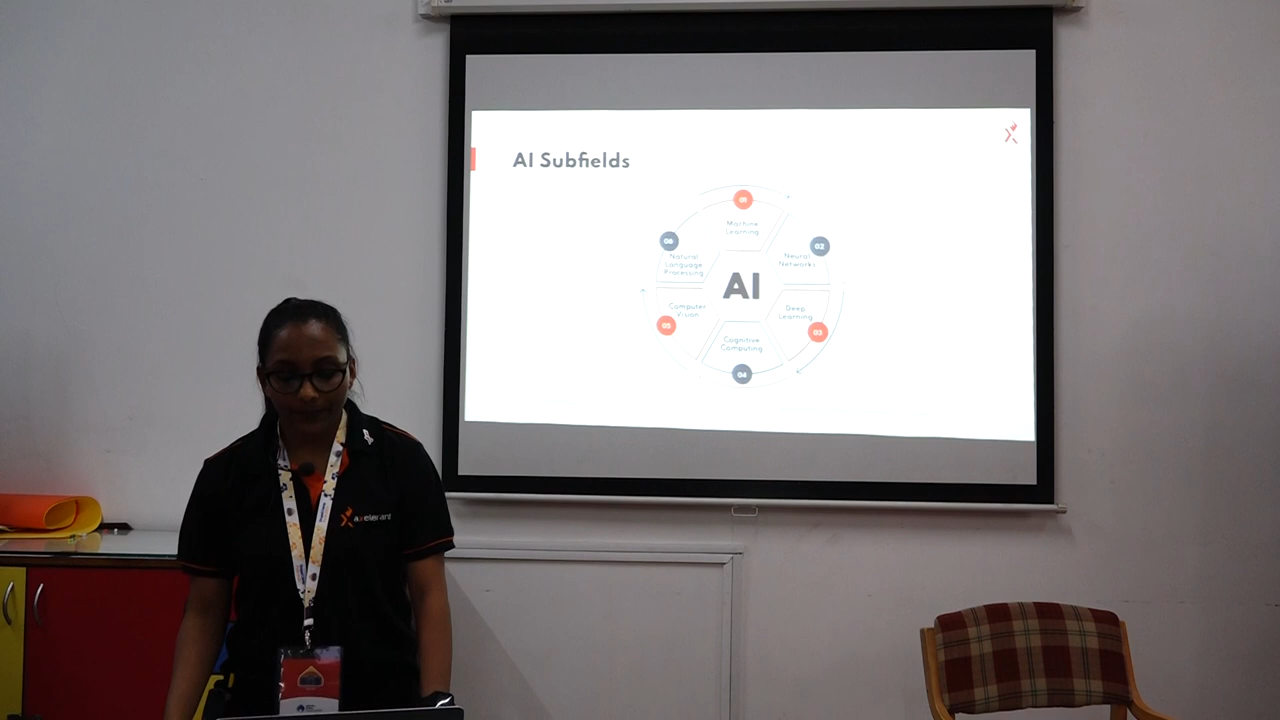 AI Subfields
01
Machine
Learning
02
Neural
Networks
03
Deep
Learning
04
Cognitive
Computing
05
Computer
Vision
06
Natural
Language
Processing
AI
axelerant